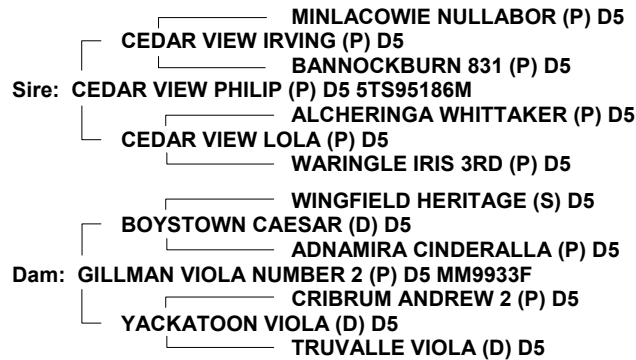 MINLACOWIE NULLABOR (P) D5
CEDAR VIEW IRVING (P) D5
BANNOCKBURN 831 (P) D5
Sire: CEDAR VIEW PHILIP (P) D5 5TS95186M
ALCHERINGA WHITTAKER (P) D5
CEDAR VIEW LOLA (P) D5
WARINGLE IRIS 3RD (P) D5
WINGFIELD HERITAGE (S) D5
BOYSTOWN CAESAR (D) D5
ADNAMIRA CINDERALLA (P) D5
Dam: GILLMAN VIOLA NUMBER 2 (P) D5 MM9933F
CRIBRUM ANDREW 2 (P) D5
YACKATOON VIOLA (D) D5
TRUVALLE VIOLA (D) D5